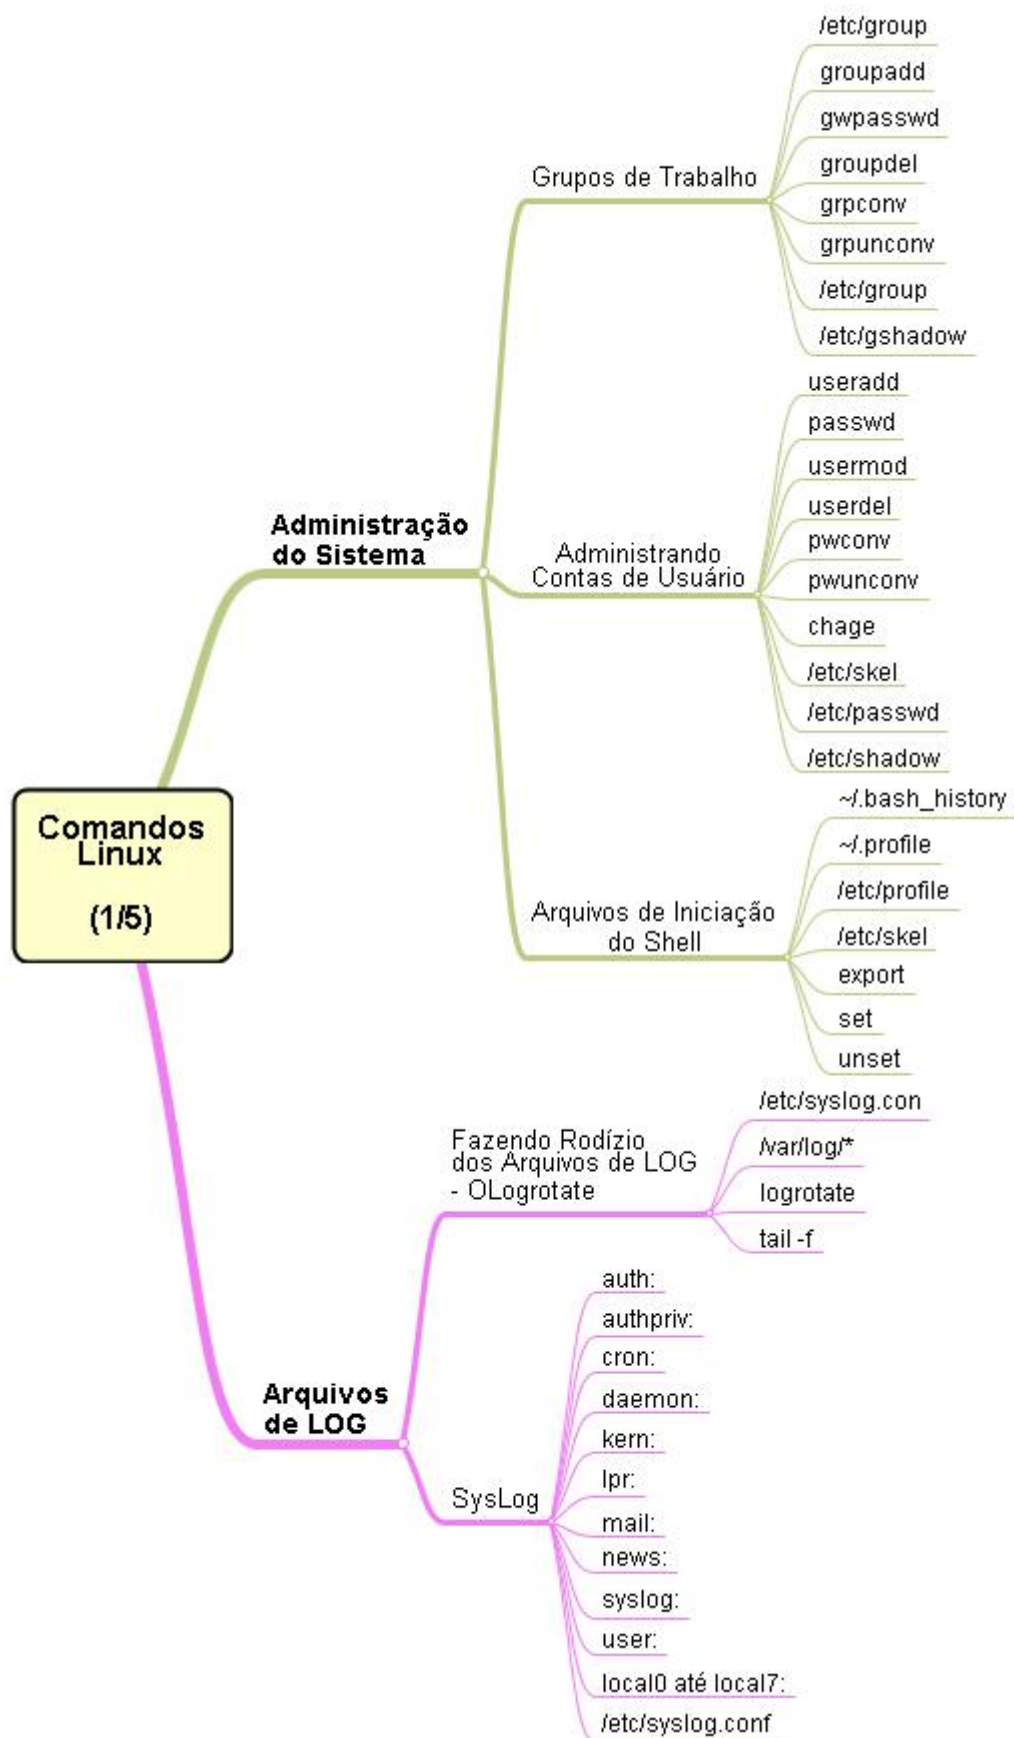 Comandos
Linux
(1/5)
Administração
do Sistema
Grupos de Trabalho
/etc/group
groupadd
gwpasswd
groupdel
grpconv
grpunconv
/etc/group
/etc/gshadow
Administrando
Contas de Usuário
useradd
passwd
usermod
userdel
pwconv
pwunconv
chage
/etc/skel
/etc/passwd
/etc/shadow
Arquivos de Iniciação
do Shell
~/.bash_history
~/.profile
/etc/profile
/etc/skel
export
set
unset
Arquivos
de LOG
Fazendo Rodízio
dos Arquivos de LOG
- OLogrotate
/etc/syslog.con
/var/log/*
logrotate
tail -f
SysLog
auth:
authpriv:
cron:
daemon:
kern:
lpr:
mail:
news:
syslog:
user:
local0 até local7:
/etc/syslog.conf